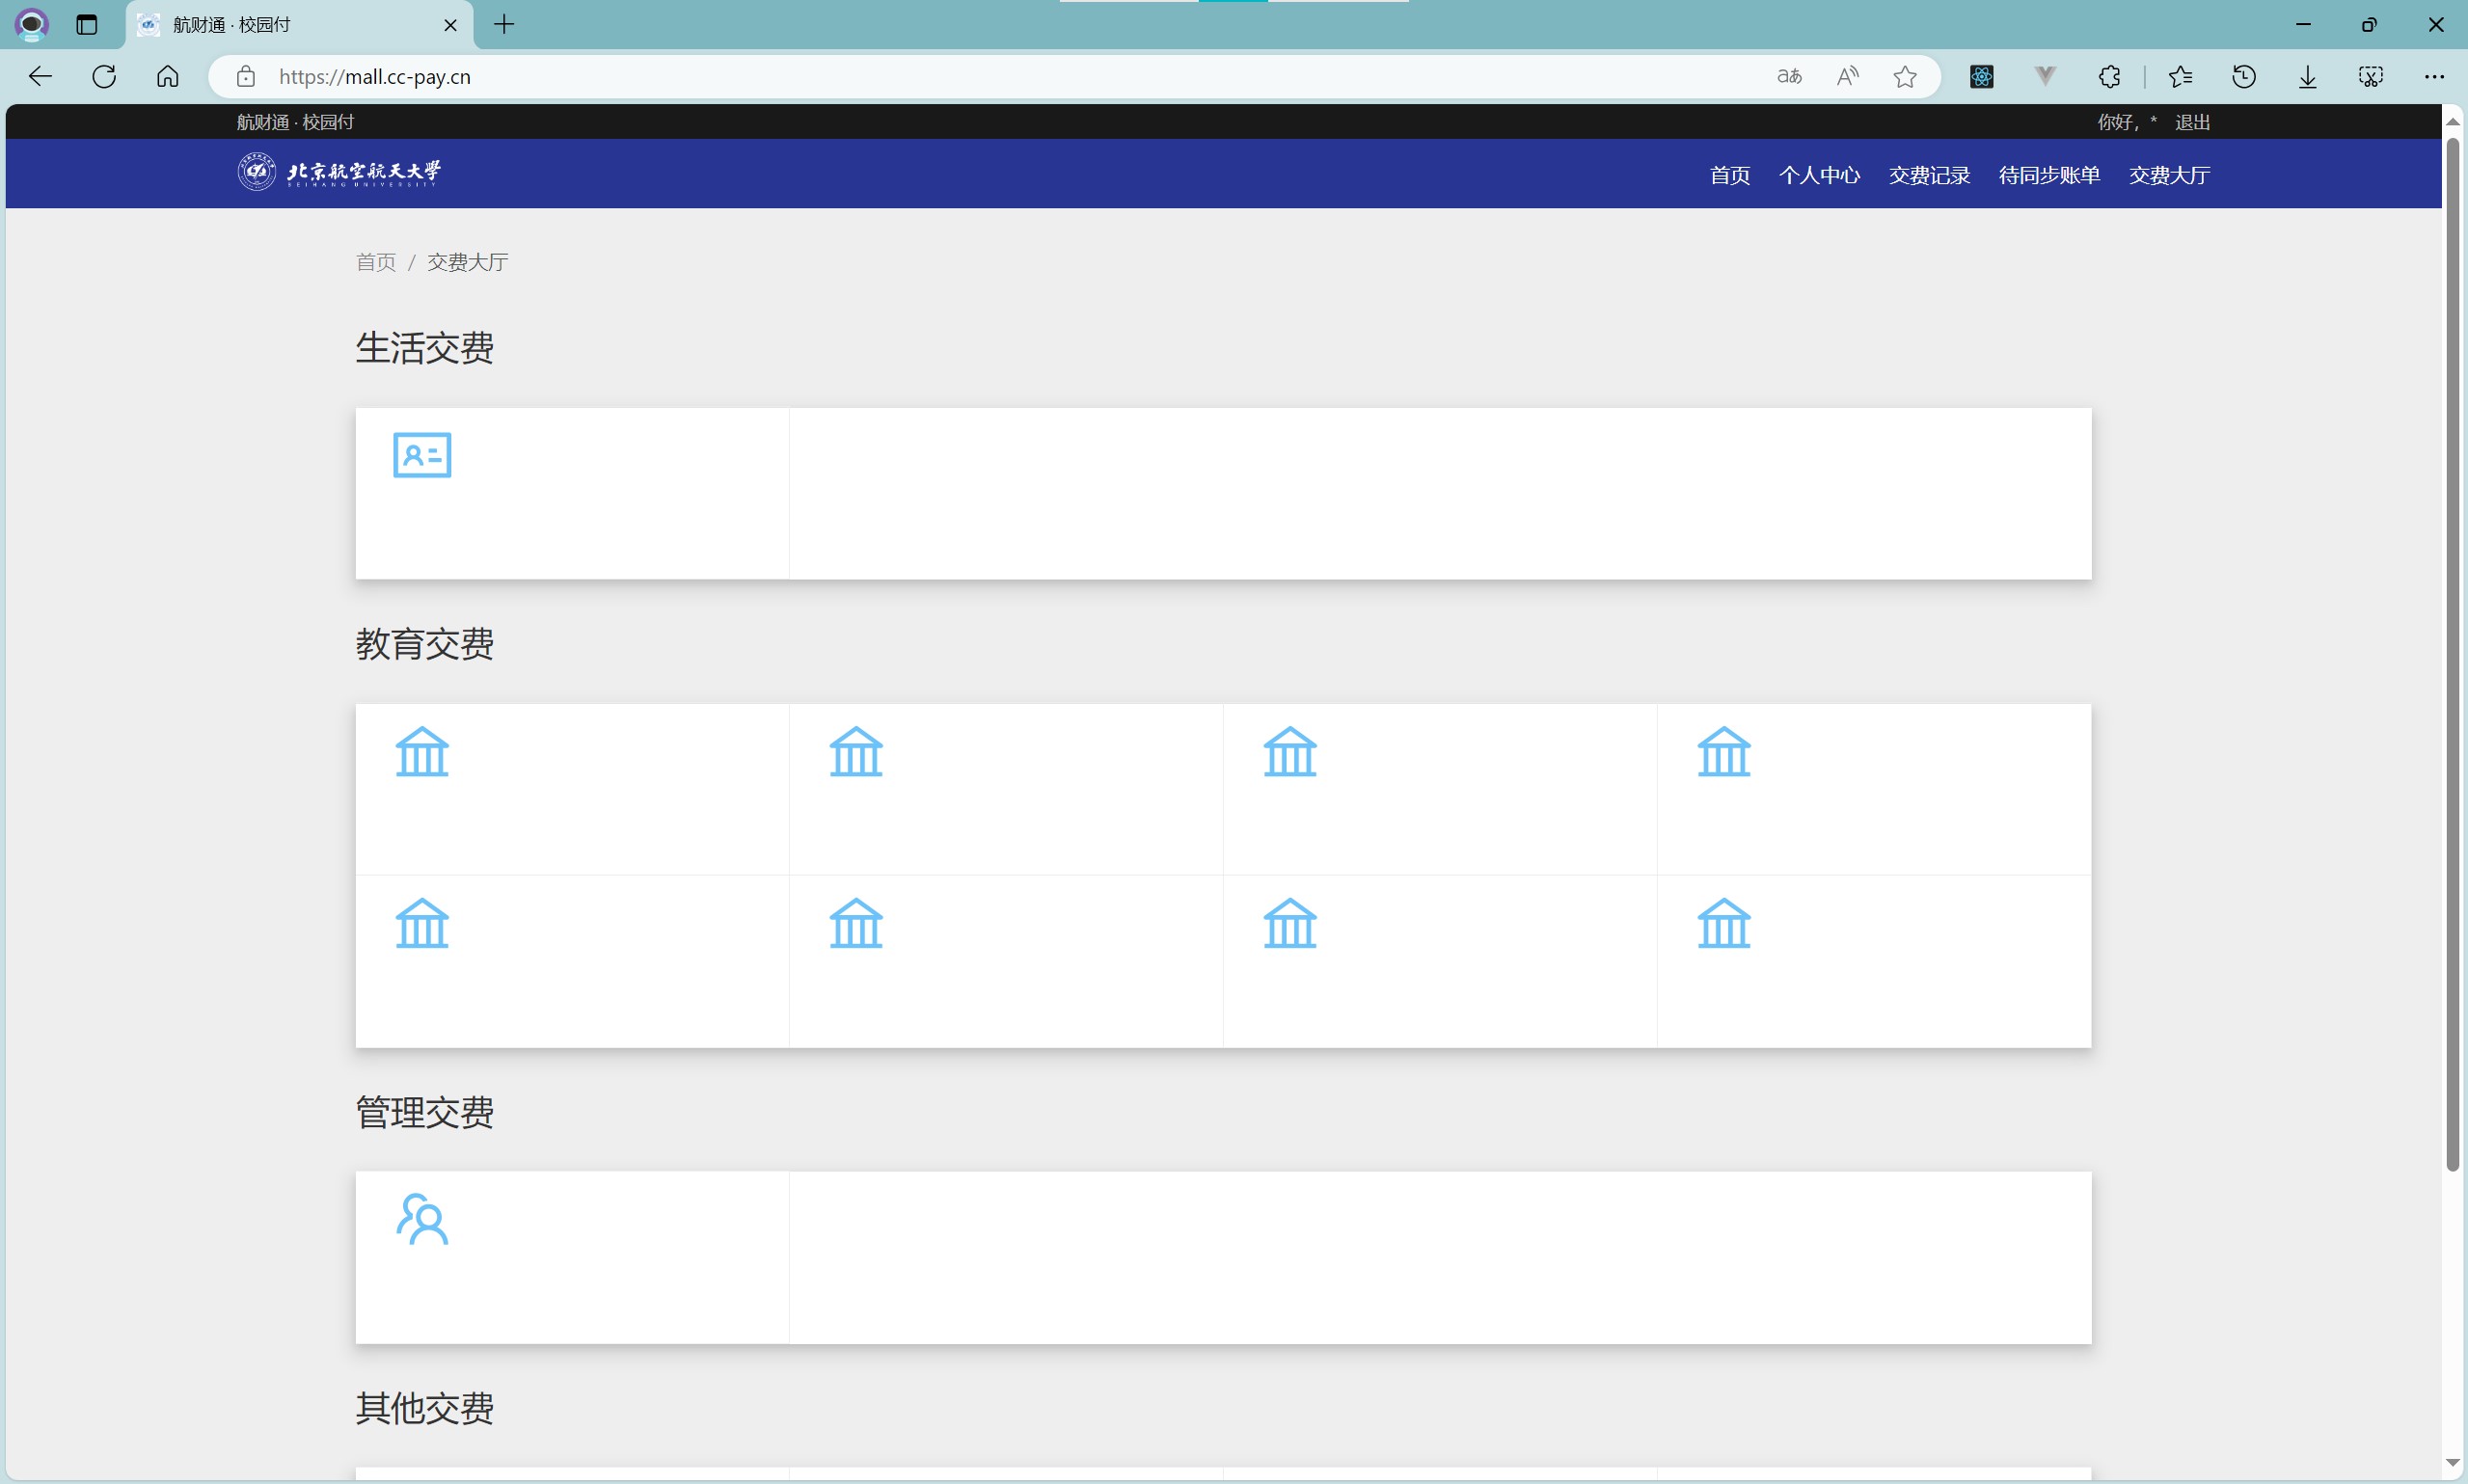 航财通 · 校园付
https://mall.cc-pay.cn
航财通 · 校园付
你好, * 退出
北京航空航天大學
BEIHANG UNIVERSITY
首页 个人中心 交费记录 待同步账单 交费大厅
首页 / 交费大厅
生活交费
教育交费
管理交费
其他交费